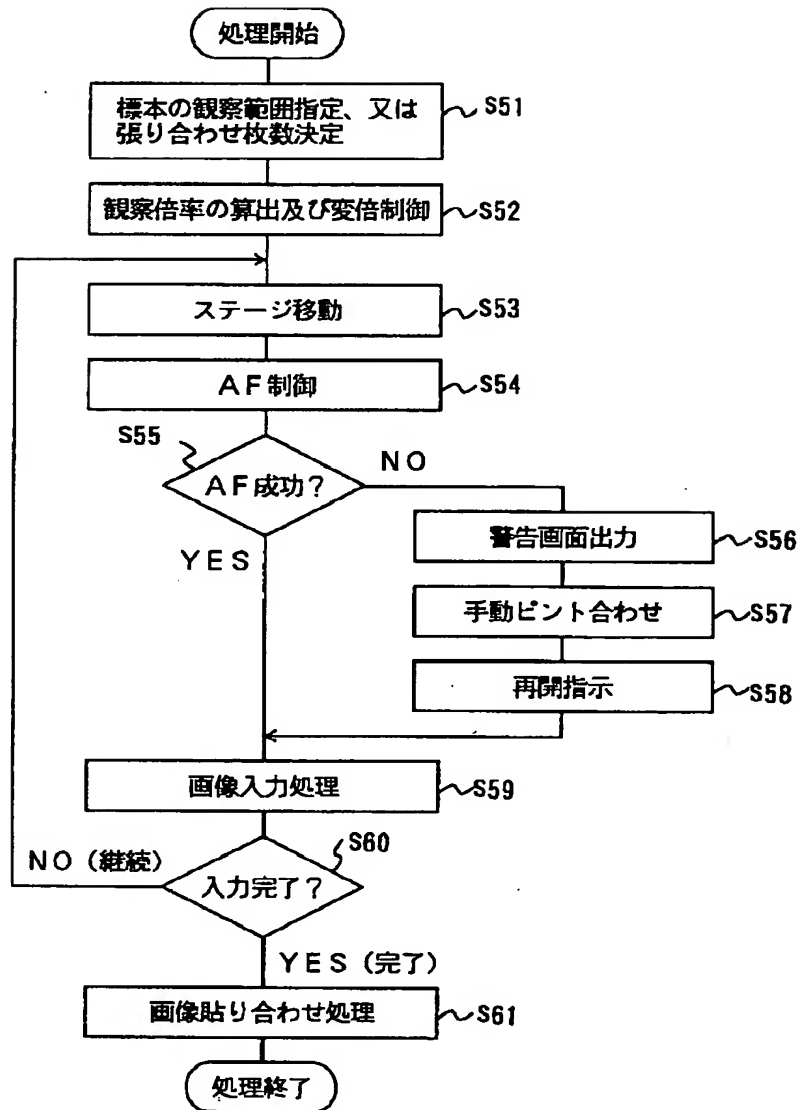 処理開始
標本の観察範囲指定、又は
張り合わせ枚数決定
S51
観察倍率の算出及び変倍制御
S52
ステージ移動
S53
AF制御
S54
S55
AF成功?
NO
YES
警告画面出力
S56
手動ピント合わせ
S57
再開指示
S58
画像入力処理
S59
S60
NO(継続)
入力完了?
YES(完了)
画像貼り合わせ処理
S61
処理終了